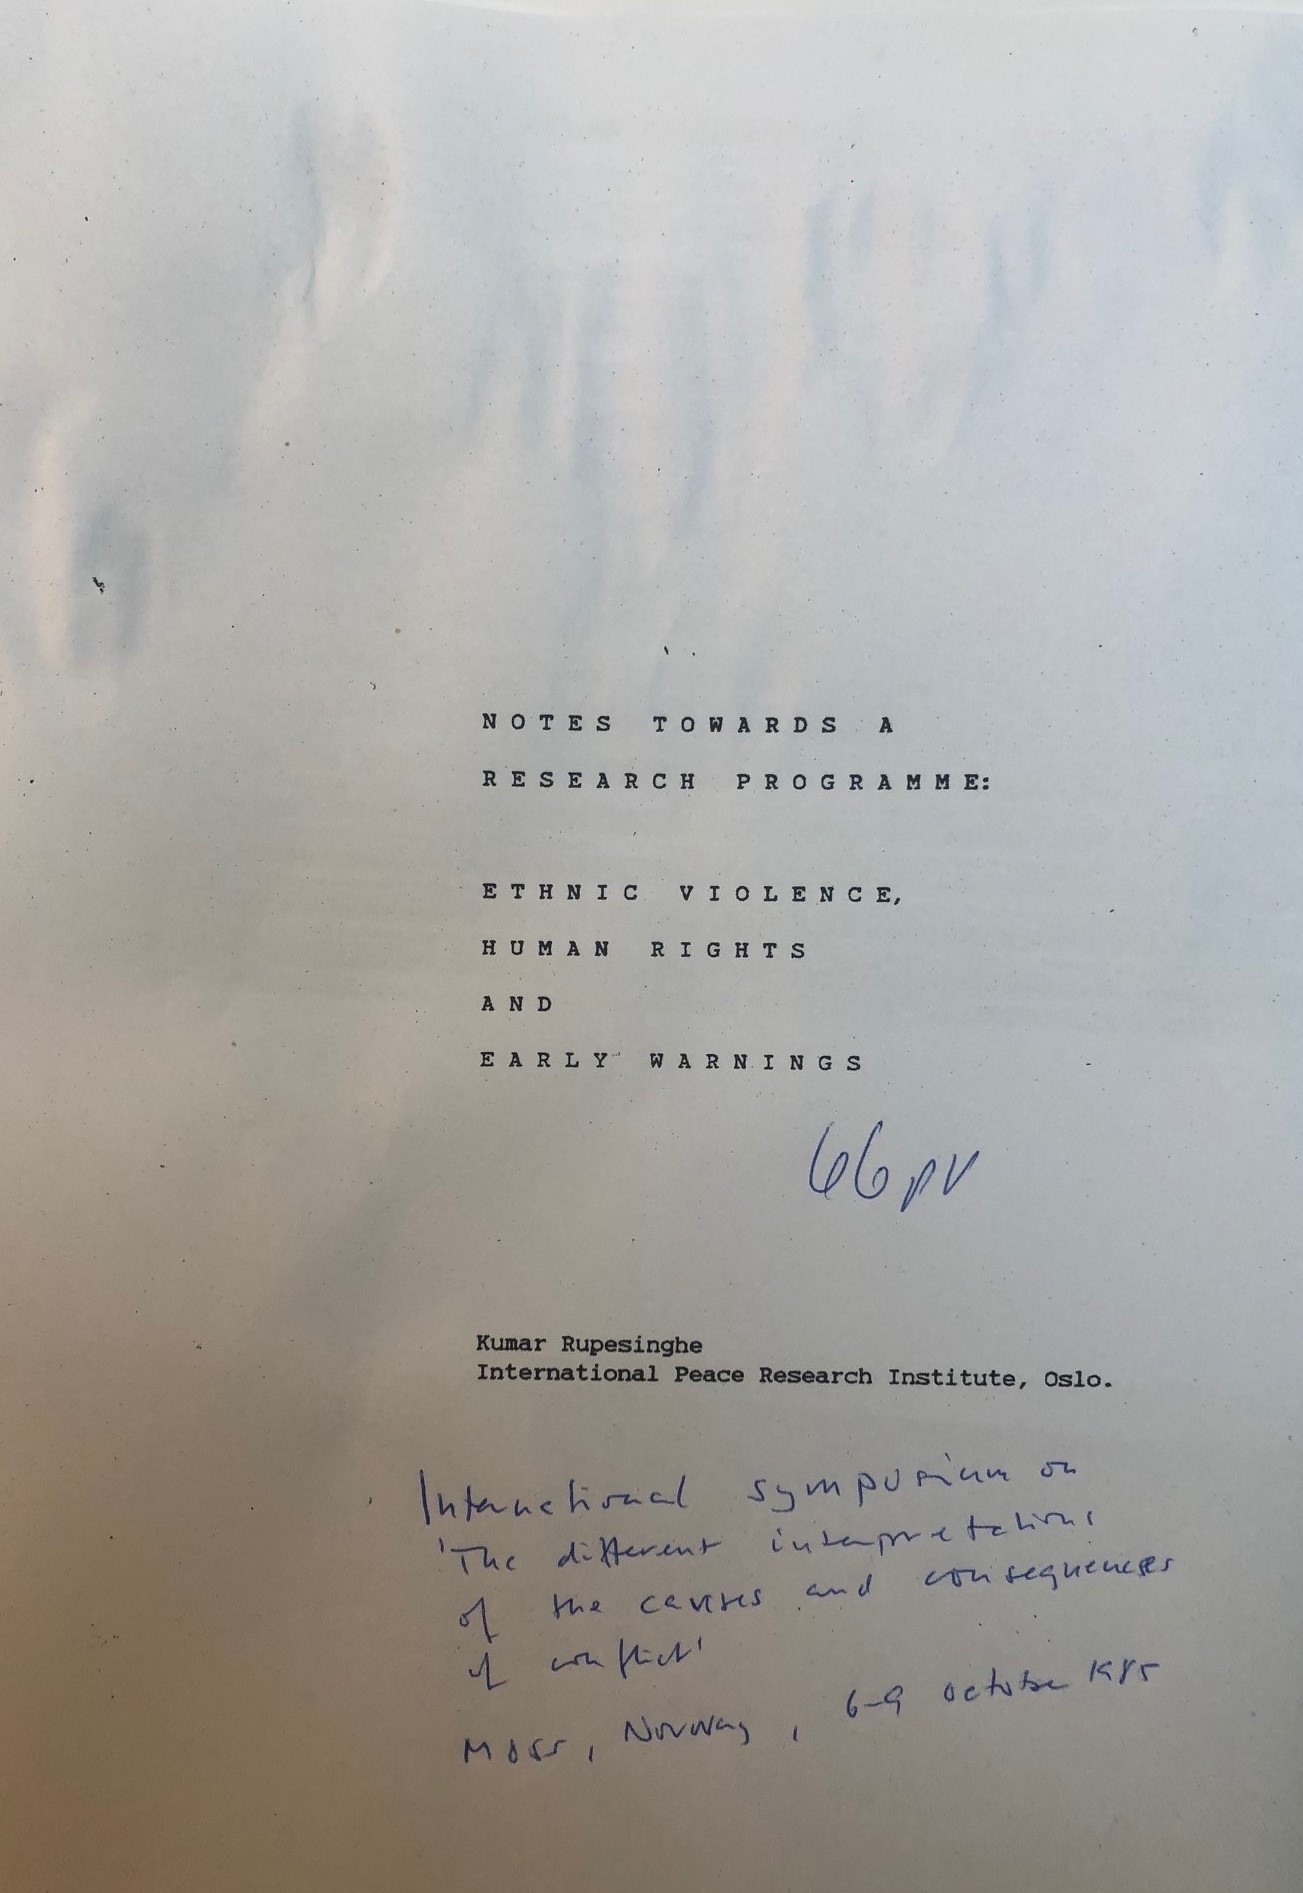 NOTES TOWARDS A
RESEARCH PROGRAMME:
ETHNIC VIOLENCE,
HUMAN RIGHTS
AND
EARLY WARNINGS
66
Kumar Rupesinghe
International Peace Research Institute, Oslo.
International symposium on
'The different interpretations
of the causes and consequences
of conflict'
Moss, Norway, 6-9 October 1985